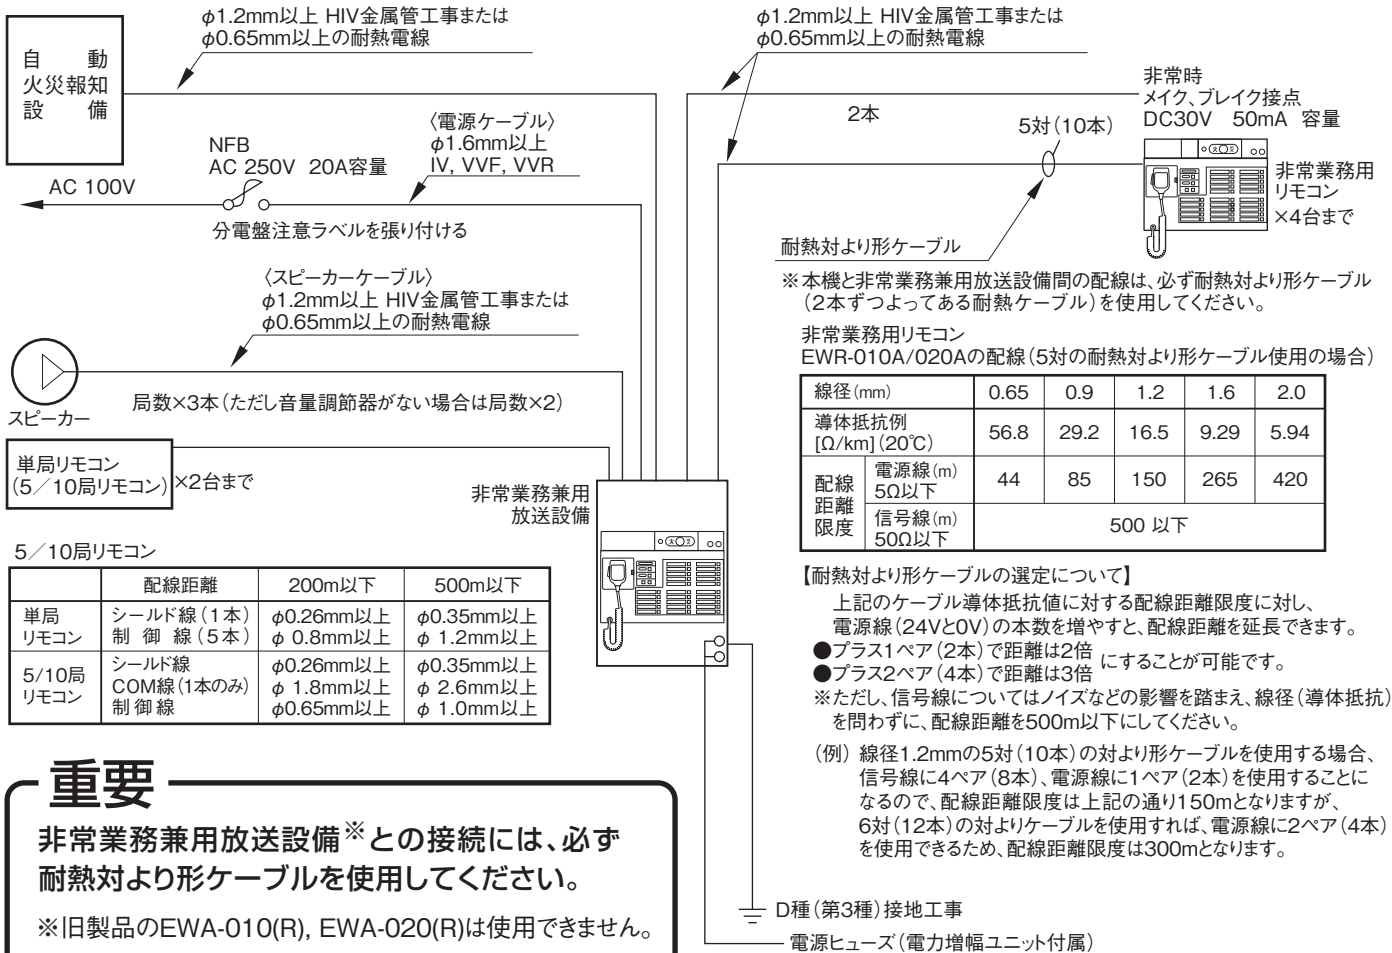 φ1.2mm以上 HIV金属管工事または
φ0.65mm以上の耐熱電線
自 動
火災報知
設 備
NFB
AC 250V 20A容量
〈電源ケーブル〉
φ1.6mm以上
IV, VVF, VVR
AC 100V
分電盤注意ラベルを張り付ける
〈スピーカーケーブル〉
φ1.2mm以上 HIV金属管工事または
φ0.65mm以上の耐熱電線
スピーカー
局数×3本(ただし音量調節器がない場合は局数×2)
単局リモコン
(5/10局リモコン)
×2台まで
非常業務兼用
放送設備
5/10局リモコン
配線距離 200m以下 500m以下
単局
リモコン
シールド線(1本) φ0.26mm以上 φ0.35mm以上
制 御 線(5本) φ 0.8mm以上 φ 1.2mm以上
5/10局
リモコン
シールド線 φ0.26mm以上 φ0.35mm以上
COM線(1本のみ) φ 1.8mm以上 φ 2.6mm以上
制 御 線 φ0.65mm以上 φ 1.0mm以上
重要
非常業務兼用放送設備※との接続には、必ず
耐熱対より形ケーブルを使用してください。
※旧製品のEWA-010(R), EWA-020(R)は使用できません。
φ1.2mm以上 HIV金属管工事または
φ0.65mm以上の耐熱電線
2本
5対(10本)
非常時
メイク、ブレイク接点
DC30V 50mA 容量
火
非常業務用
リモコン
×4台まで
耐熱対より形ケーブル
※本機と非常業務兼用放送設備間の配線は、必ず耐熱対より形ケーブル
(2本ずつよってある耐熱ケーブル)を使用してください。
非常業務用リモコン
EWR-010A/020Aの配線(5対の耐熱対より形ケーブル使用の場合)
線径(mm) 0.65 0.9 1.2 1.6 2.0
導体抵抗例
[Ω/km](20℃) 56.8 29.2 16.5 9.29 5.94
配線
距離
限度
電源線(m)
5Ω以下 44 85 150 265 420
信号線(m)
50Ω以下 500 以下
【耐熱対より形ケーブルの選定について】
上記のケーブル導体抵抗値に対する配線距離限度に対し、
電源線(24Vと0V)の本数を増やすと、配線距離を延長できます。
●プラス1ペア(2本)で距離は2倍
●プラス2ペア(4本)で距離は3倍
にすることが可能です。
※ただし、信号線についてはノイズなどの影響を踏まえ、線径(導体抵抗)
を問わずに、配線距離を500m以下にしてください。
(例) 線径1.2mmの5対(10本)の対より形ケーブルを使用する場合、
信号線に4ペア(8本)、電源線に1ペア(2本)を使用することに
なるので、配線距離限度は上記の通り150mとなりますが、
6対(12本)の対よりケーブルを使用すれば、電源線に2ペア(4本)
を使用できるため、配線距離限度は300mとなります。
D種(第3種)接地工事
電源ヒューズ(電力増幅ユニット付属)